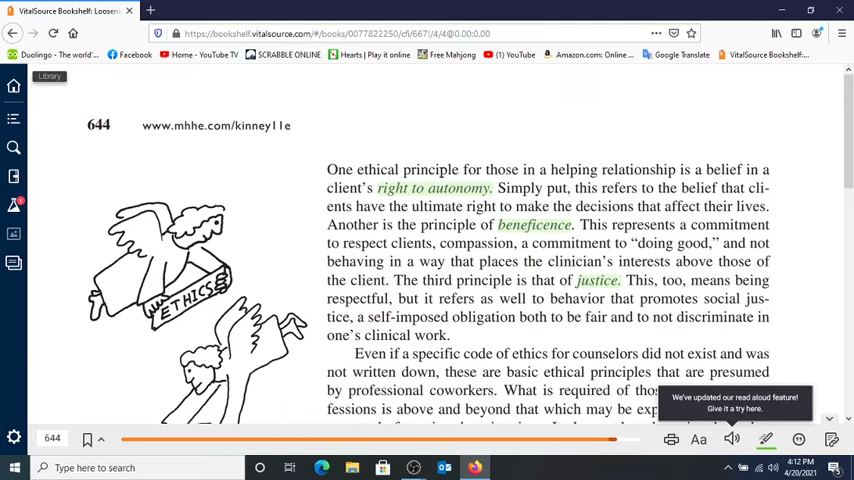 VitalSource Bookshelf: Loosen
https://bookshelf.vitalsource.com/#/books/0077822250/cfi/667!/4/4@0.00:0.00
Duolingo - The world'...
Facebook
Home - YouTube TV
SCRABBLE ONLINE
Hearts | Play it online
Free Mahjong
(1) YouTube
Amazon.com: Online...
Google Translate
VitalSource Bookshelf:...
Library
644 www.mhhe.com/kinney11e
One ethical principle for those in a helping relationship is a belief in a
client's right to autonomy. Simply put, this refers to the belief that cli-
ents have the ultimate right to make the decisions that affect their lives.
Another is the principle of beneficence. This represents a commitment
to respect clients, compassion, a commitment to "doing good," and not
behaving in a way that places the clinician's interests above those of
the client. The third principle is that of justice. This, too, means being
respectful, but it refers as well to behavior that promotes social jus-
tice, a self-imposed obligation both to be fair and to not discriminate in
one's clinical work.
ETHICS
Even if a specific code of ethics for counselors did not exist and was
not written down, these are basic ethical principles that are presumed
by professional coworkers. What is required of
fessions is above and beyond that which may be
We've updated our read aloud feature!
Give it a try here.
644
Aa
Type here to search
4:12 PM
4/20/2021